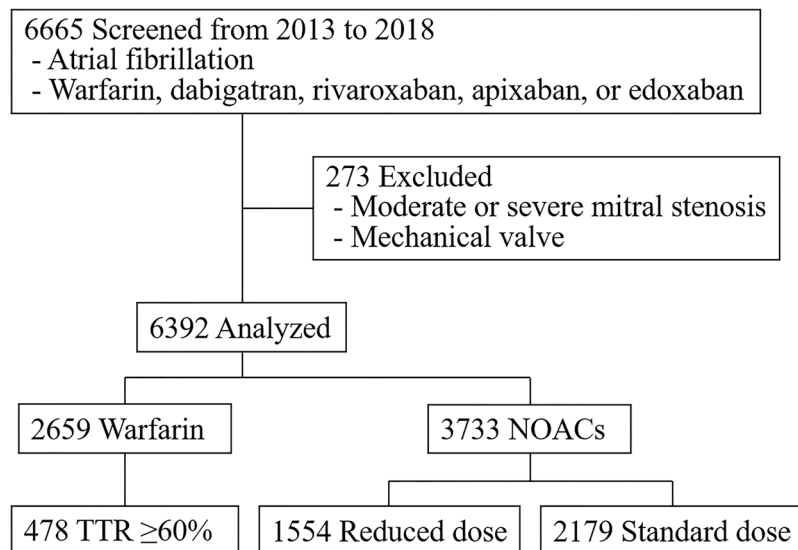 6665 Screened from 2013 to 2018
- Atrial fibrillation
- Warfarin, dabigatran, rivaroxaban, apixaban, or edoxaban
273 Excluded
- Moderate or severe mitral stenosis
- Mechanical valve
6392 Analyzed
2659 Warfarin
3733 NOACs
478 TTR ≥60%
1554 Reduced dose
2179 Standard dose